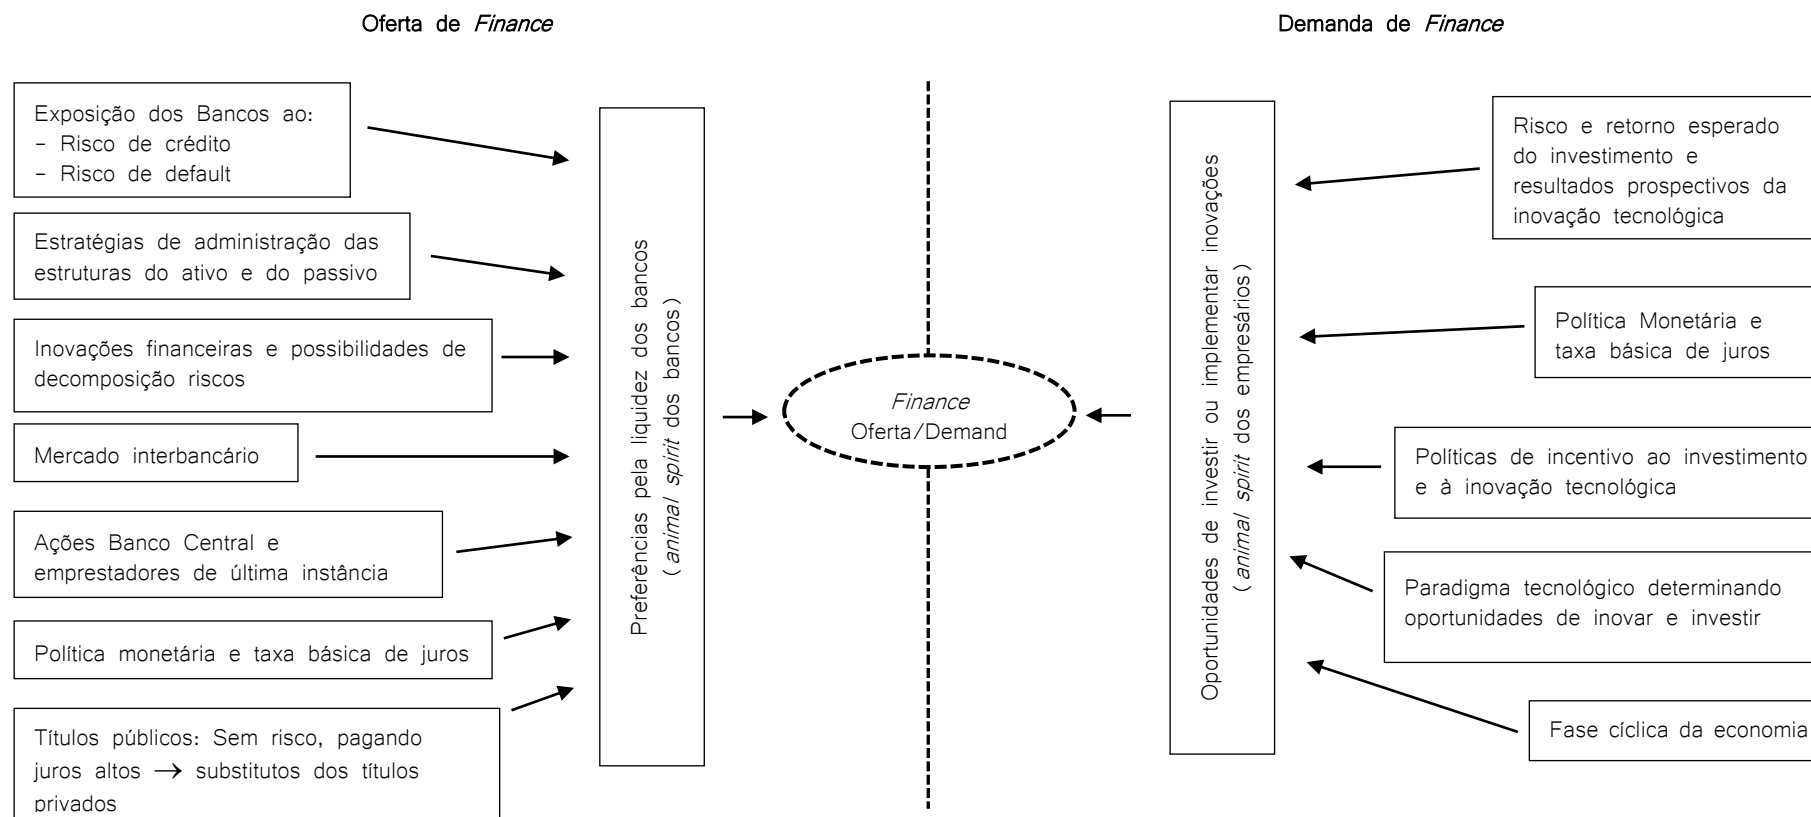 Oferta de Finance
Demanda de Finance
Exposição dos Bancos ao:
- Risco de crédito
- Risco de default
Estratégias de administração das
estruturas do ativo e do passivo
Inovações financeiras e possibilidades de
decomposição riscos
Mercado interbancário
Ações Banco Central e
emprestadores de última instância
Política monetária e taxa básica de juros
Títulos públicos: Sem risco, pagando
juros altos → substitutos dos títulos
privados
Preferências pela liquidez dos bancos
(animal spirit dos bancos)
Finance
Oferta/Demand
Oportunidades de investir ou implementar inovações
(animal spirit dos empresários)
Risco e retorno esperado
do investimento e
resultados prospectivos da
inovação tecnológica
Política Monetária e
taxa básica de juros
Políticas de incentivo ao investimento
e à inovação tecnológica
Paradigma tecnológico determinando
oportunidades de inovar e investir
Fase cíclica da economia